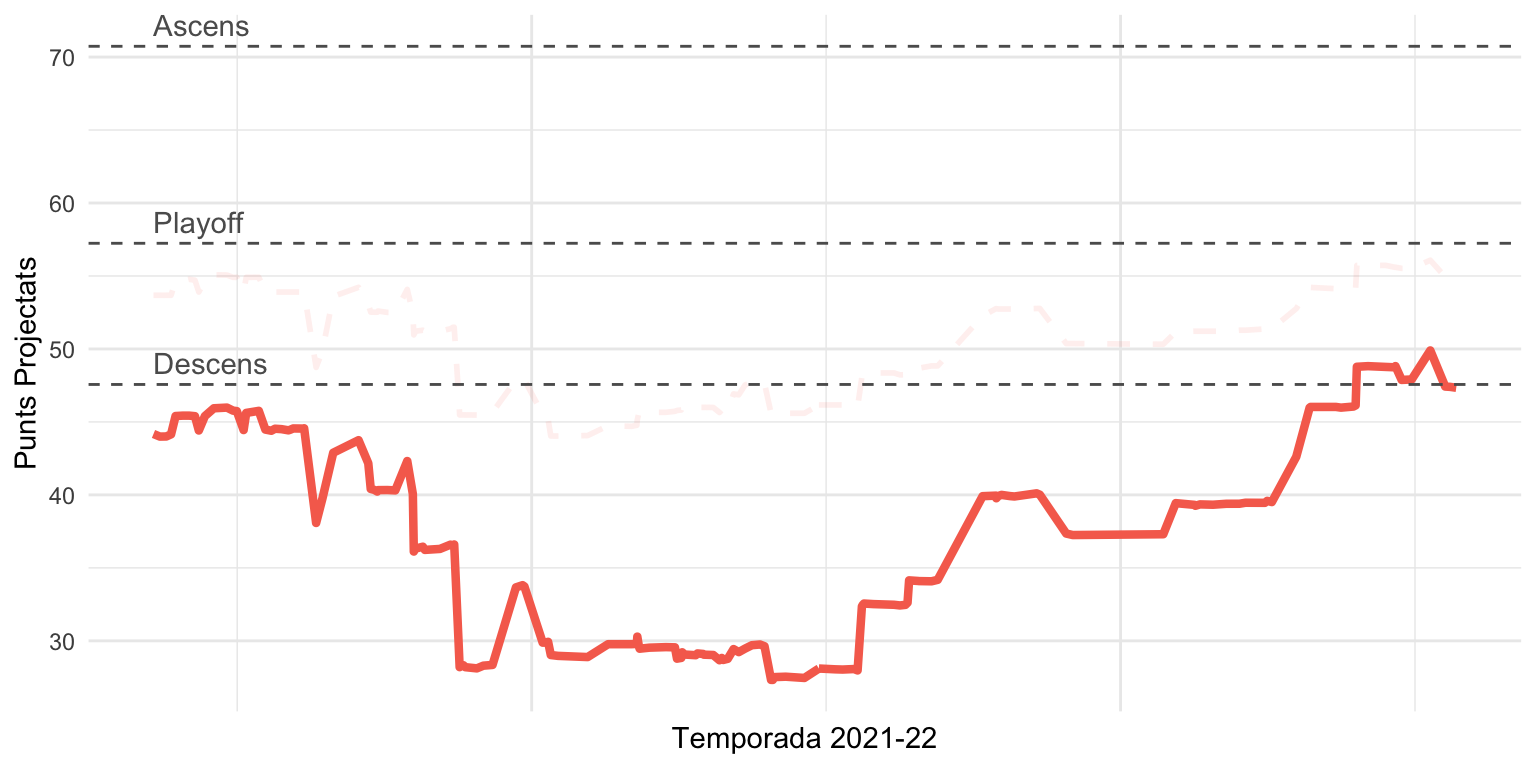 Ascens
70
60
Playoff
50
Descens
40
30
Punts Projectats
Temporada 2021-22